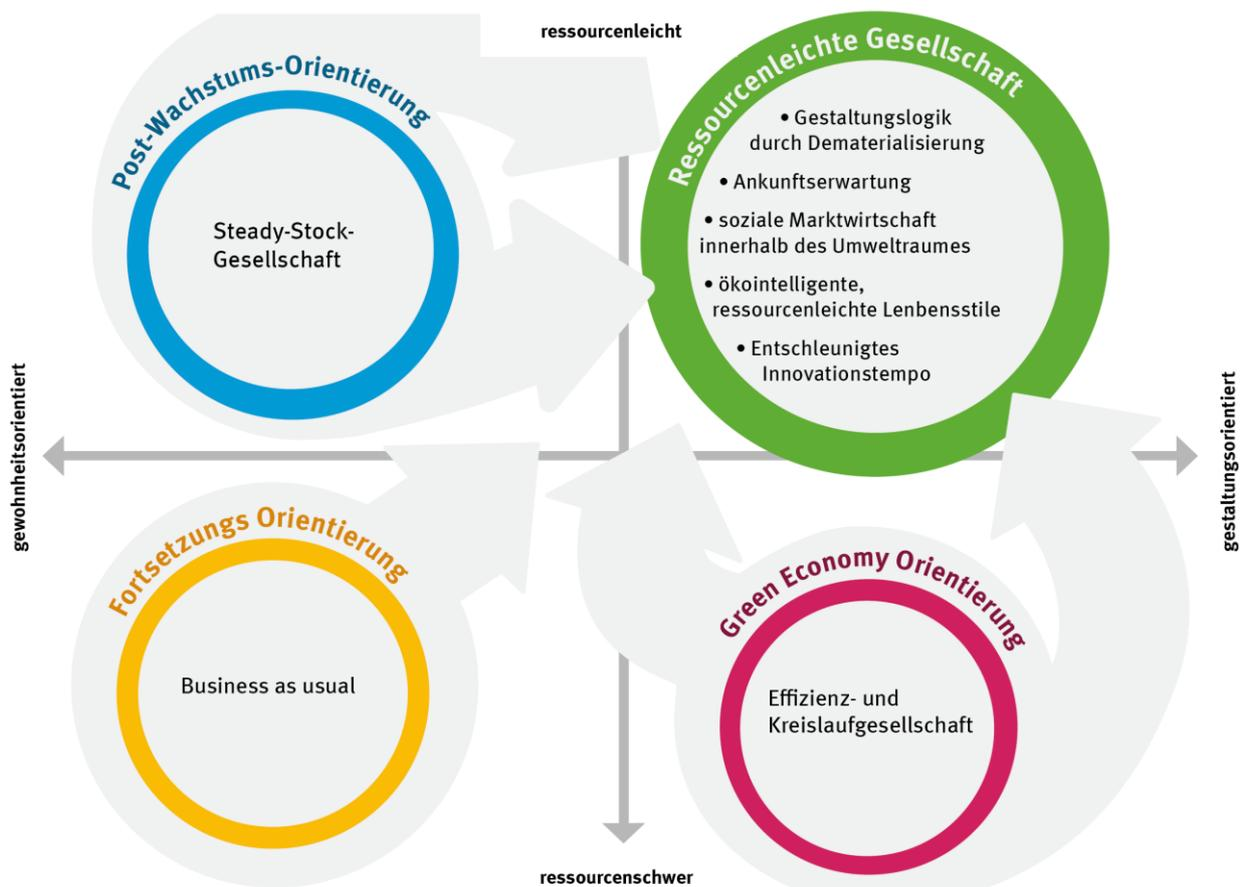 ressourcenleicht
Post-Wachstums-Orientierung
Steady-Stock-
Gesellschaft
Ressourcenleichte Gesellschaft
• Gestaltungslogik
durch Dematerialisierung
• Ankunftserwartung
• soziale Marktwirtschaft
innerhalb des Umweltraumes
• ökointelligente,
ressourcenleichte Lenbensstile
• Entschleunigtes
Innovationstempo
gewohnheitsorientiert
gestaltungsorientiert
Fortsetzungs Orientierung
Business as usual
Green Economy Orientierung
Effizienz- und
Kreislaufgesellschaft
ressourcenschwer